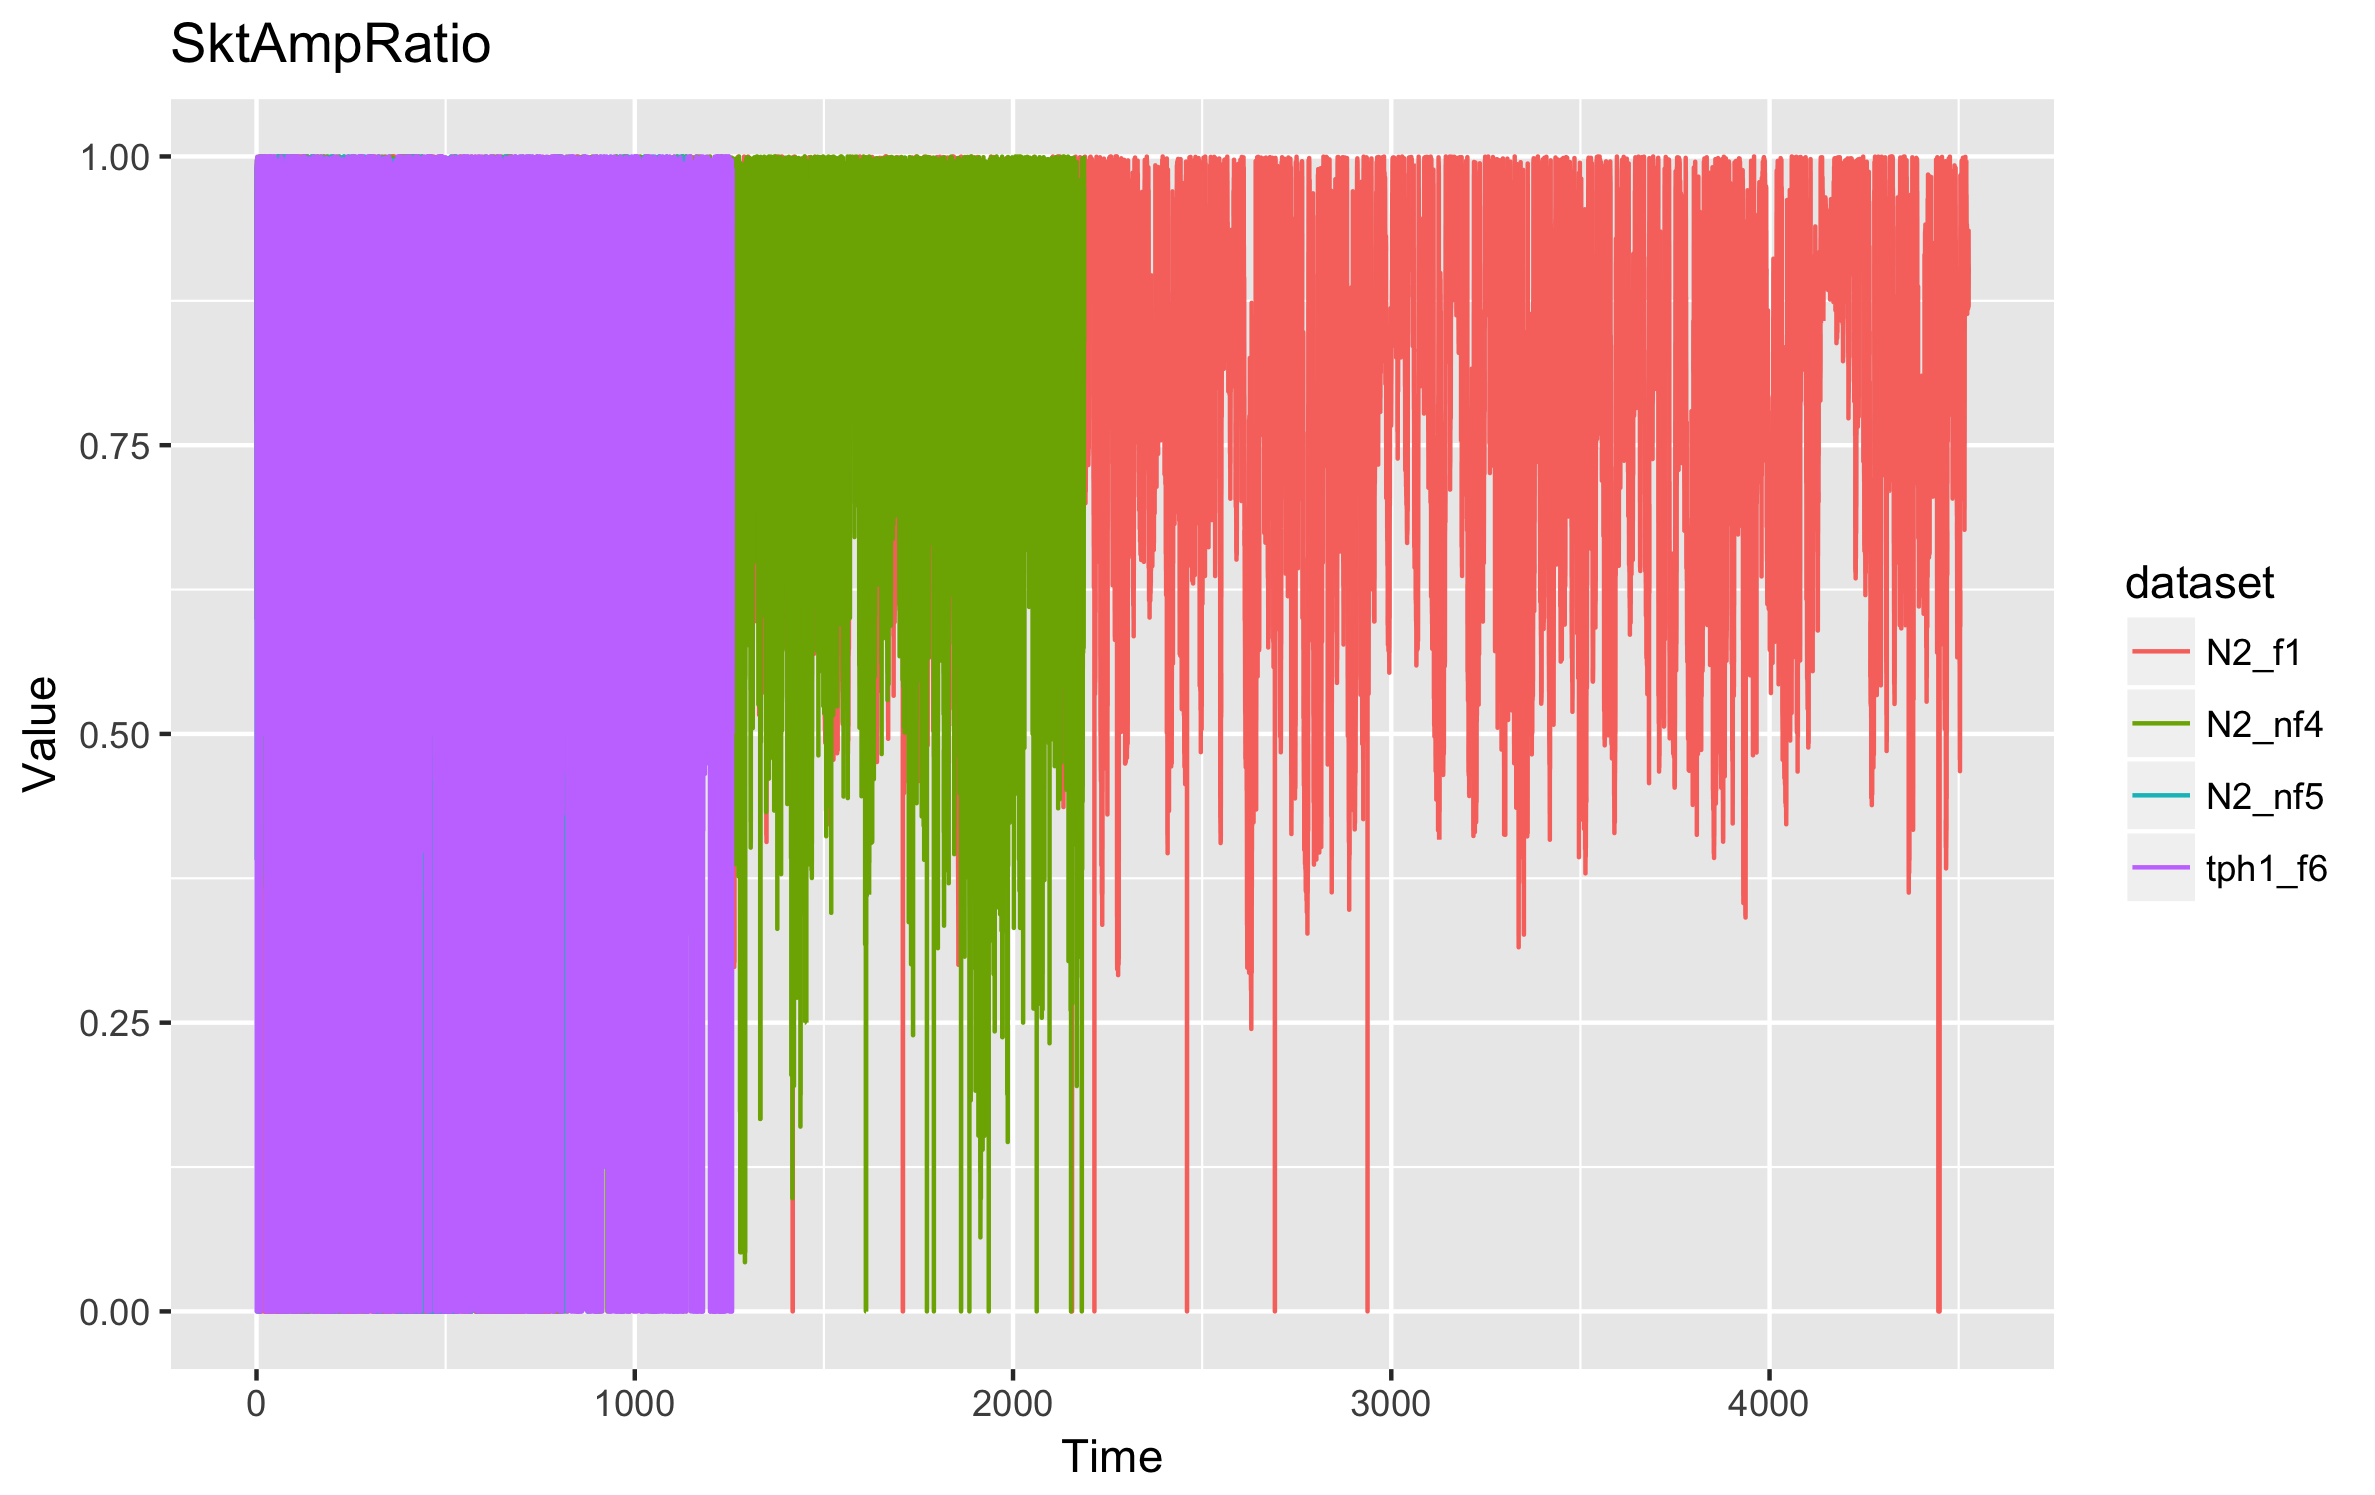 SktAmpRatio
1.00
0.75
0.50
0.25
0.00
Value
0 1000 2000 3000 4000
Time
dataset
N2_f1
N2_nf4
N2_nf5
tph1_f6